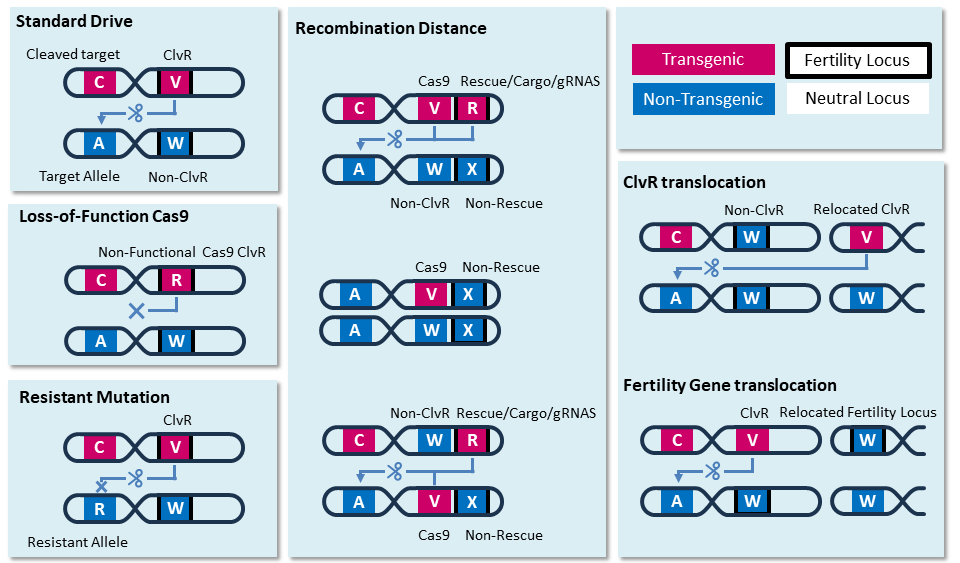 Standard Drive
Cleaved target ClvR
C V
A W
Target Allele Non-ClvR
Loss-of-Function Cas9
Non-Functional Cas9 ClvR
C R
A W
Resistant Mutation
ClvR
C V
R W
Resistant Allele
Recombination Distance
Cas9 Rescue/Cargo/gRNAS
C V R
A W X
Non-ClvR Non-Rescue
Cas9 Non-Rescue
A V X
A W X
Non-ClvR Rescue/Cargo/gRNAS
C W R
A V X
Cas9 Non-Rescue
Transgenic Fertility Locus
Non-Transgenic Neutral Locus
ClvR translocation
Non-ClvR Relocated ClvR
C W V
A W W
Fertility Gene translocation
ClvR Relocated Fertility Locus
C V W
A W W